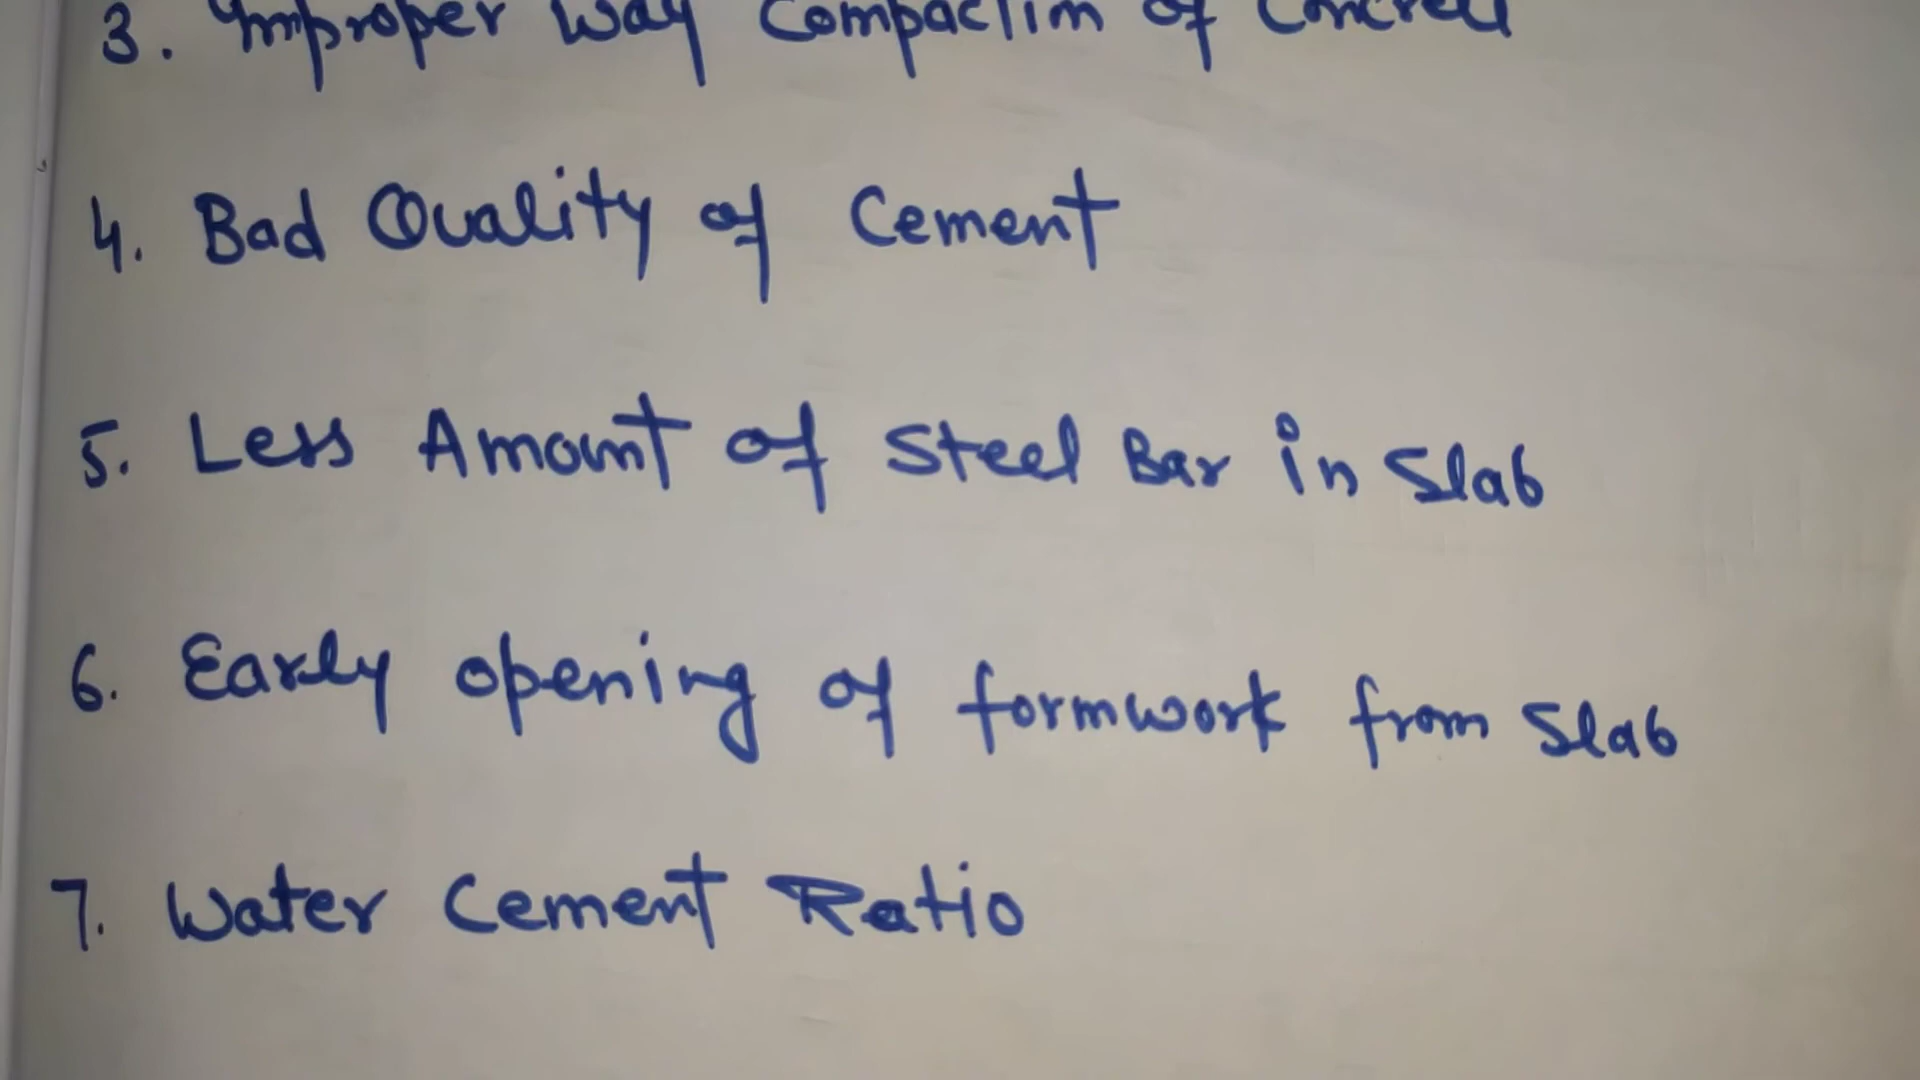 3. Improper way Compaction of Concrete
4. Bad Quality of Cement
5. Less Amount of Steel Bar in Slab
6. Early opening of formwork from Slab
7. Water Cement Ratio